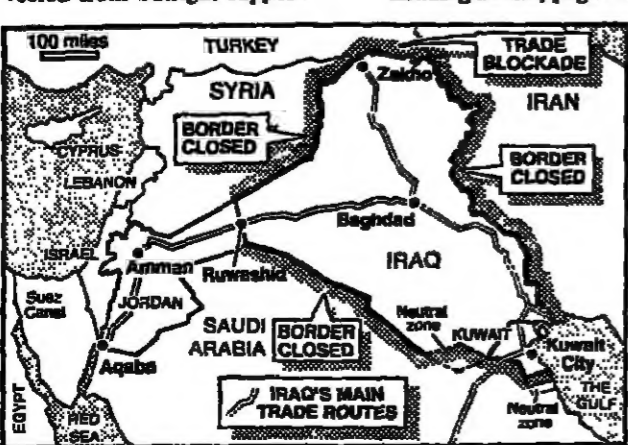 100 miles
TURKEY
TRADE
BLOCKADE
Zakho
SYRIA
IRAN
BORDER
CLOSED
CYPRUS
BORDER
CLOSED
LEBANON
Baghdad
ISRAEL
Amman
Ruwashid
IRAQ
Suez
Canal
JORDAN
Neutral
zone
SAUDI
ARABIA
BORDER
CLOSED
KUWAIT
Kuwait
City
Aqaba
EGYPT
RED
SEA
IRAQ'S MAIN
TRADE ROUTES
THE
GULF
Neutral
zone